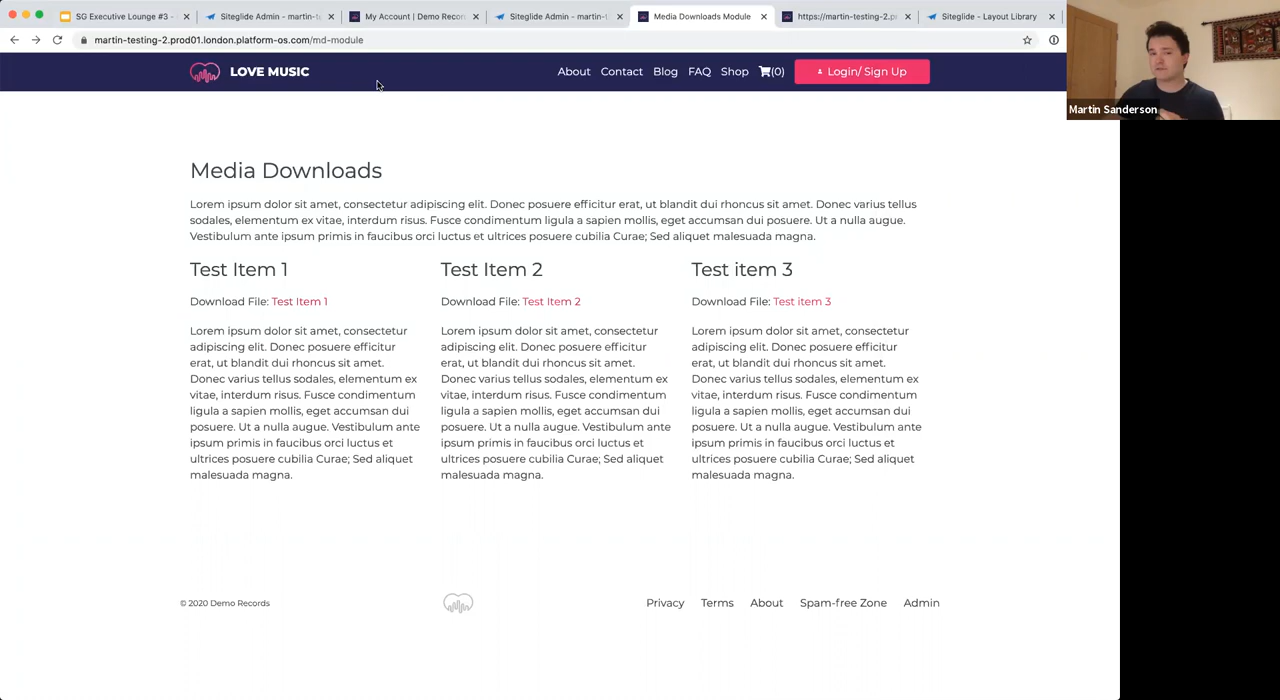 SG Executive Lounge #3 -
Siteglide Admin - martin-t
My Account | Demo Recor
Siteglide Admin - martin-t
Media Downloads Module
https://martin-testing-2.p
Siteglide - Layout Library
martin-testing-2.prod01.london.platform-os.com/md-module
LOVE MUSIC
About Contact Blog FAQ Shop (0) Login/ Sign Up
Martin Sanderson
Media Downloads
Lorem ipsum dolor sit amet, consectetur adipiscing elit. Donec posuere efficitur erat, ut blandit dui rhoncus sit amet. Donec varius tellus
sodales, elementum ex vitae, interdum risus. Fusce condimentum ligula a sapien mollis, eget accumsan dui posuere. Ut a nulla augue.
Vestibulum ante ipsum primis in faucibus orci luctus et ultrices posuere cubilia Curae; Sed aliquet malesuada magna.
Test Item 1
Download File: Test Item 1
Lorem ipsum dolor sit amet, consectetur
adipiscing elit. Donec posuere efficitur
erat, ut blandit dui rhoncus sit amet.
Donec varius tellus sodales, elementum ex
vitae, interdum risus. Fusce condimentum
ligula a sapien mollis, eget accumsan dui
posuere. Ut a nulla augue. Vestibulum ante
ipsum primis in faucibus orci luctus et
ultrices posuere cubilia Curae; Sed aliquet
malesuada magna.
Test Item 2
Download File: Test Item 2
Lorem ipsum dolor sit amet, consectetur
adipiscing elit. Donec posuere efficitur
erat, ut blandit dui rhoncus sit amet.
Donec varius tellus sodales, elementum ex
vitae, interdum risus. Fusce condimentum
ligula a sapien mollis, eget accumsan dui
posuere. Ut a nulla augue. Vestibulum ante
ipsum primis in faucibus orci luctus et
ultrices posuere cubilia Curae; Sed aliquet
malesuada magna.
Test item 3
Download File: Test item 3
Lorem ipsum dolor sit amet, consectetur
adipiscing elit. Donec posuere efficitur
erat, ut blandit dui rhoncus sit amet.
Donec varius tellus sodales, elementum ex
vitae, interdum risus. Fusce condimentum
ligula a sapien mollis, eget accumsan dui
posuere. Ut a nulla augue. Vestibulum ante
ipsum primis in faucibus orci luctus et
ultrices posuere cubilia Curae; Sed aliquet
malesuada magna.
© 2020 Demo Records
Privacy Terms About Spam-free Zone Admin